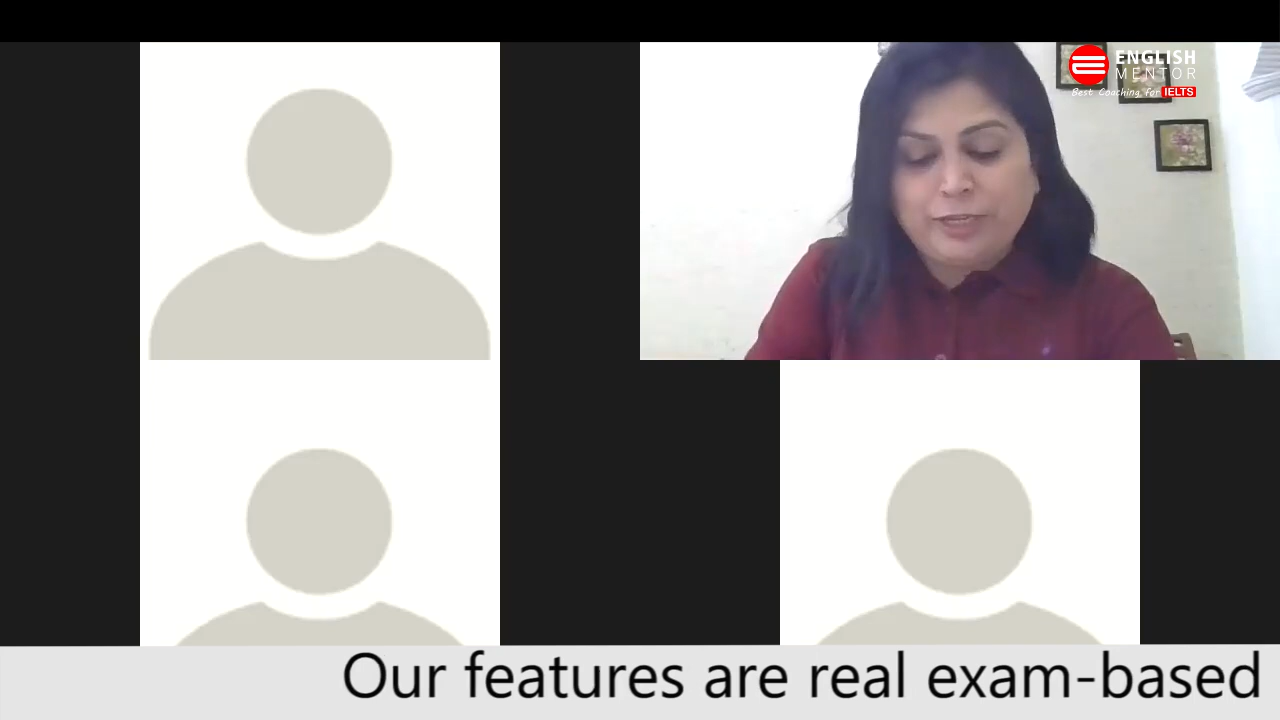 ENGLISH
MENTOR
Best Coaching for IELTS
Our features are real exam-based